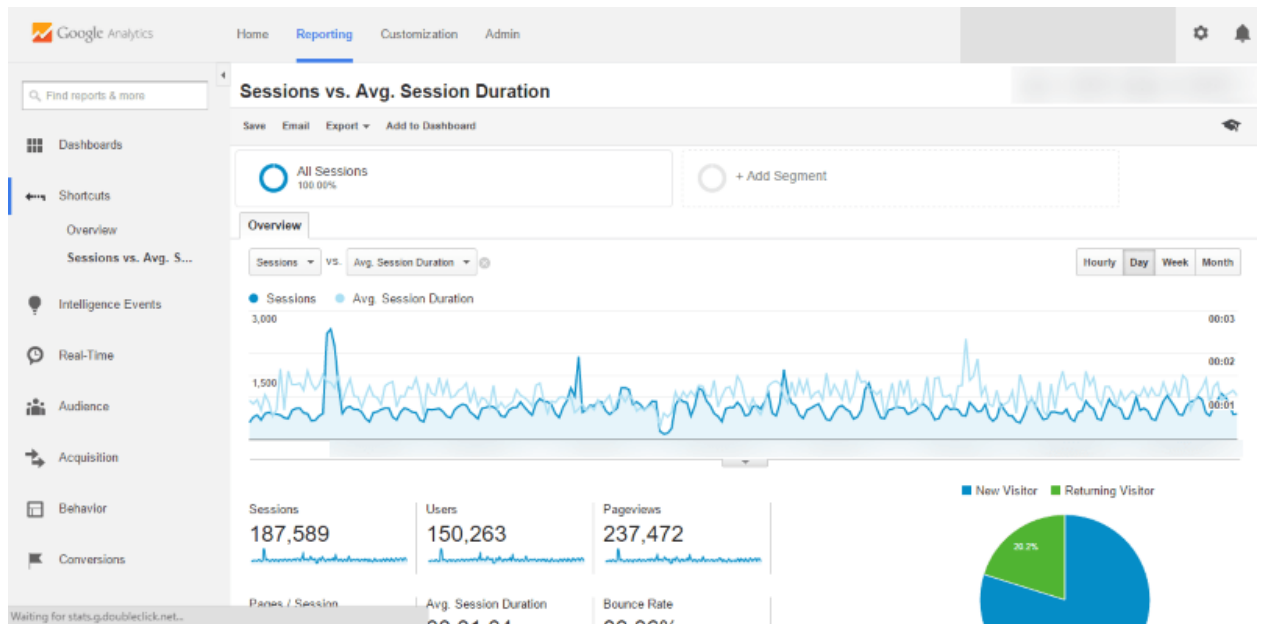 Google Analytics
Home Reporting Customization Admin
Find reports & more
Sessions vs. Avg. Session Duration
Save Email Export Add to Dashboard
Dashboards
Shortcuts
Overview
Sessions vs. Avg. S...
Intelligence Events
Real-Time
Audience
Acquisition
Behavior
Conversions
All Sessions
100.00%
+ Add Segment
Overview
Sessions VS. Avg. Session Duration
Hourly Day Week Month
Sessions Avg. Session Duration
3,000
1,500
00:03
00:02
00:01
New Visitor Returning Visitor
20.2%
Sessions Users Pageviews
187,589 150,263 237,472
Pages / Session Avg. Session Duration Bounce Rate
Waiting for stats.g.doubleclick.net...